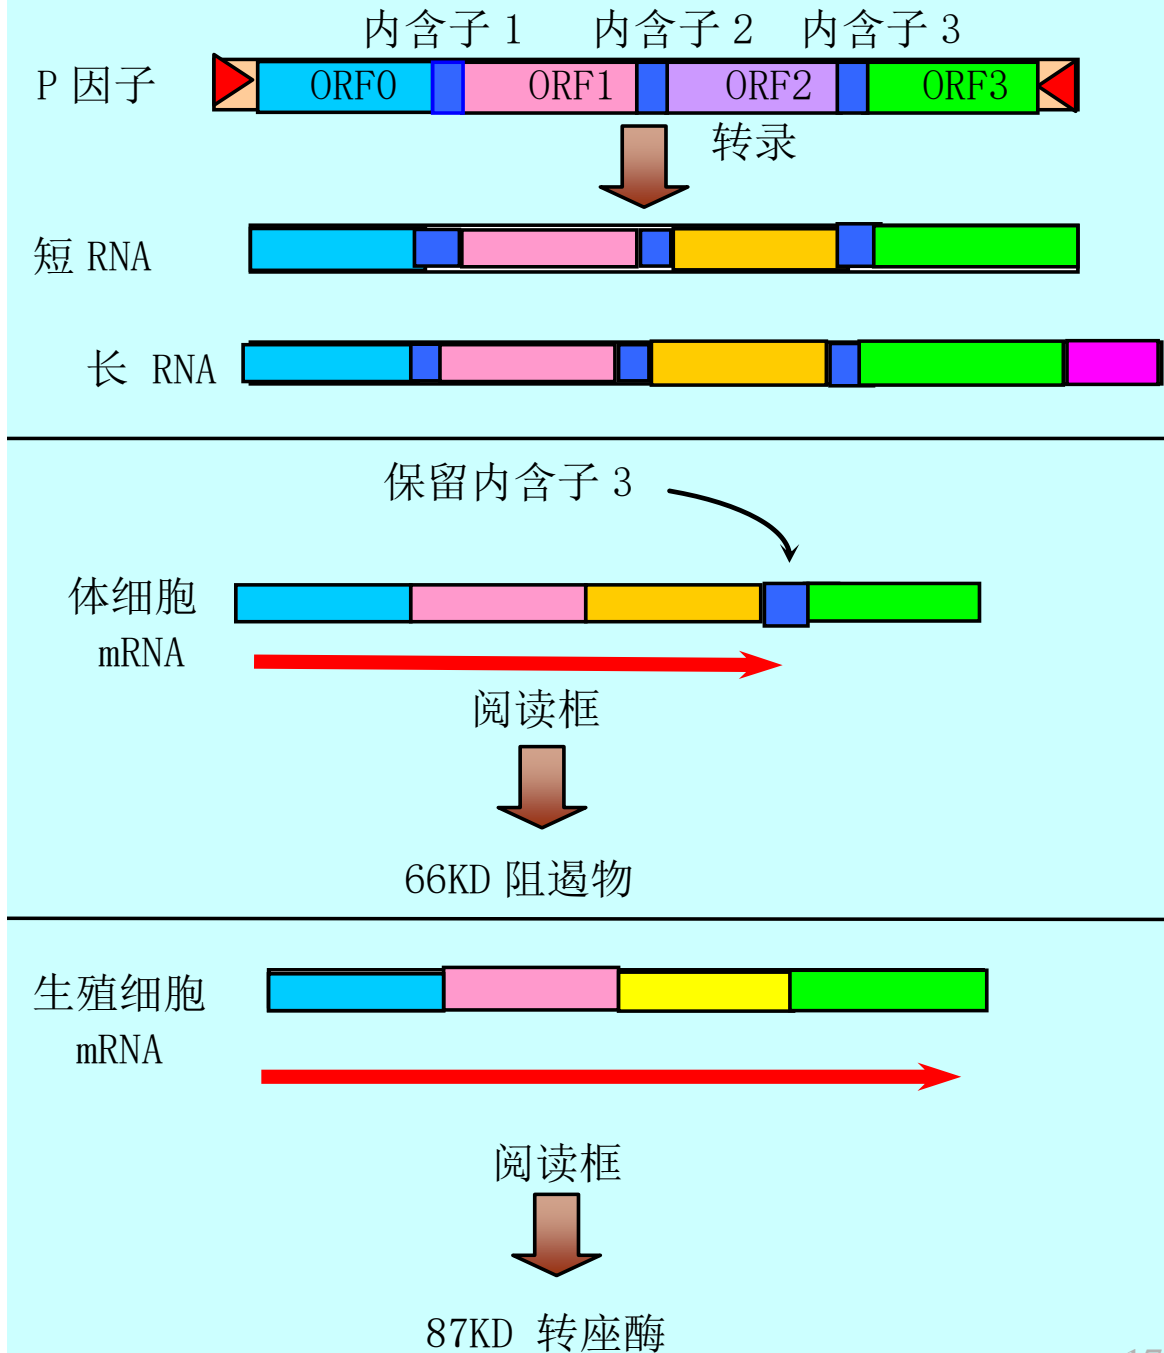 内含子 1 内含子 2 内含子 3
P 因子 ORF0 ORF1 ORF2 ORF3
转录
短 RNA
长 RNA
保留内含子 3
体细胞
mRNA
阅读框
66KD 阻遏物
生殖细胞
mRNA
阅读框
87KD 转座酶